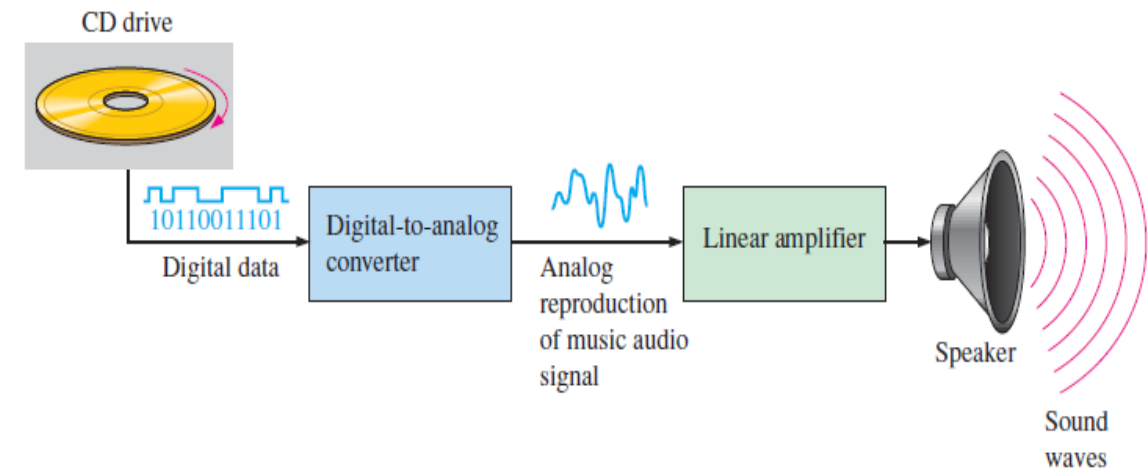 CD drive
10110011101
Digital data
Digital-to-analog
converter
Analog
reproduction
of music audio
signal
Linear amplifier
Speaker
Sound
waves